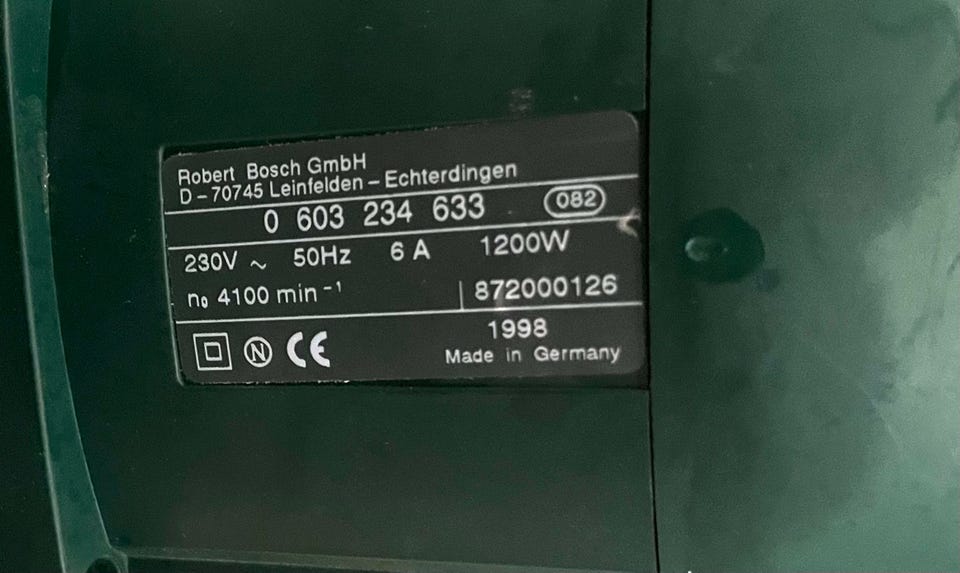 Robert Bosch GmbH
D-70745 Leinfelden - Echterdingen
0 603 234 633 082
230V ~ 50Hz 6 A 1200W
n₀ 4100 min⁻¹ 872000126
1998
N CE Made in Germany